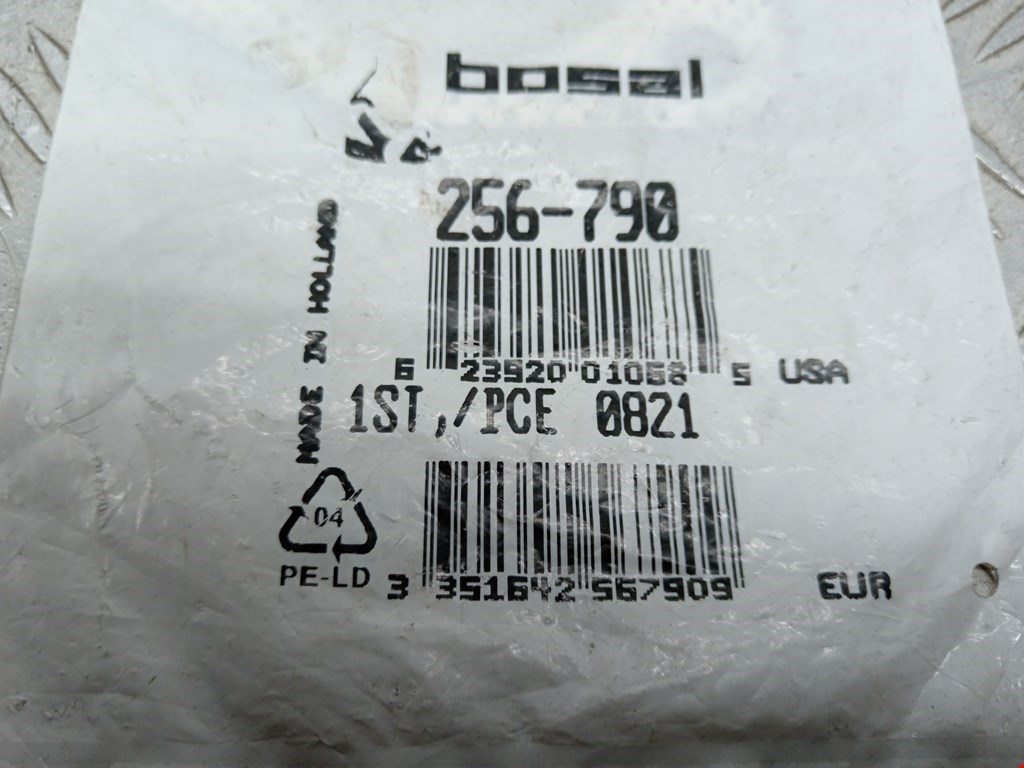 bosal
256-790
MADE IN HOLLAND
6 23920 01058 5 USA
1ST,/PCE 0821
04
PE-LD
3 351642 567909 EUR